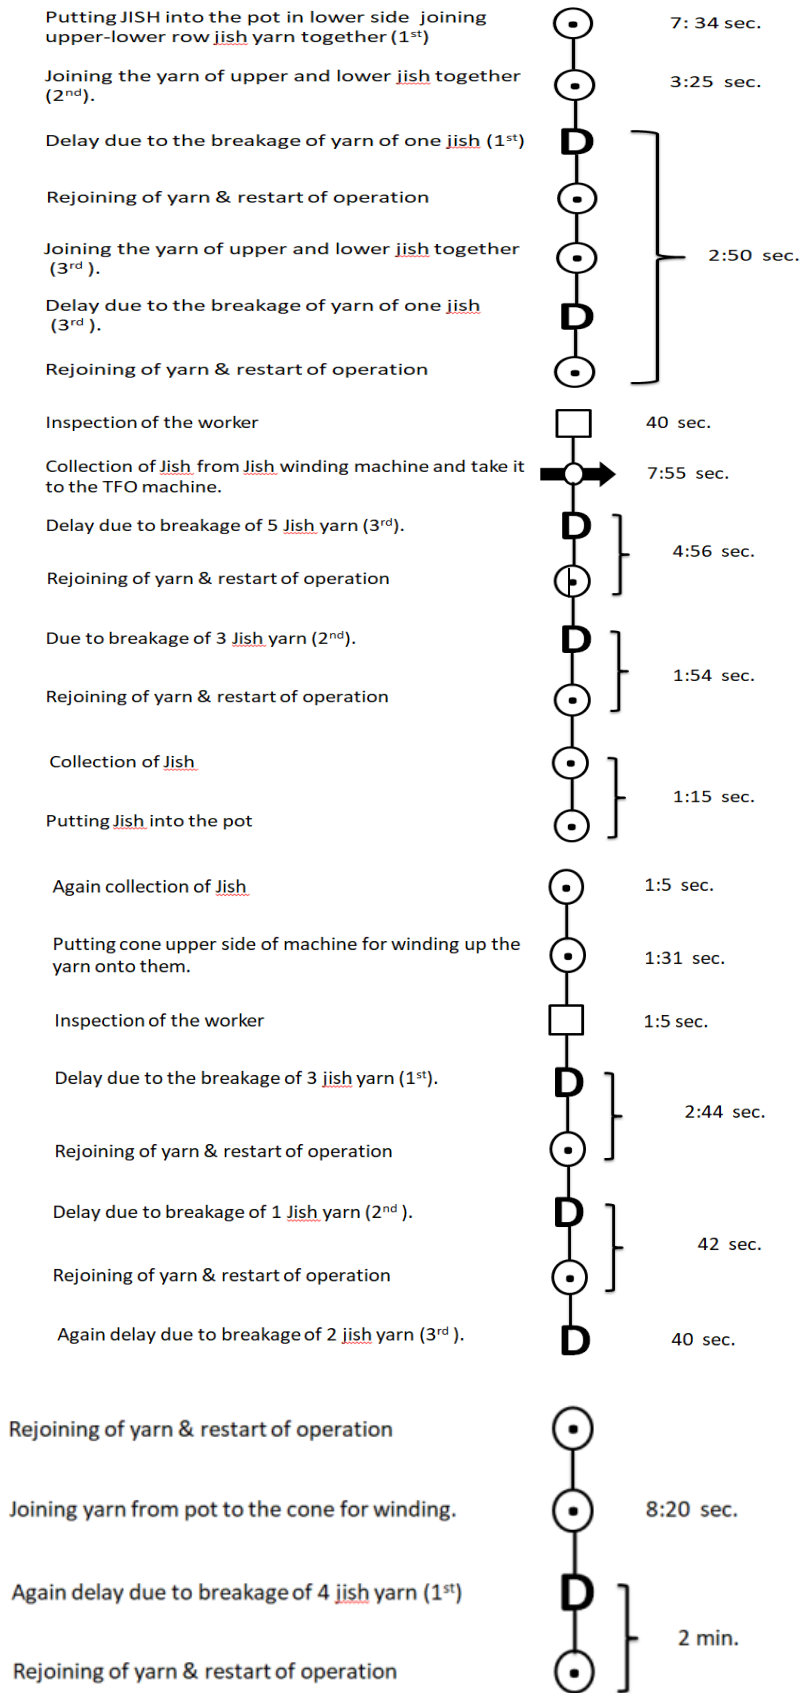 Putting JISH into the pot in lower side joining
upper-lower row jish yarn together (1st)
7: 34 sec.
Joining the yarn of upper and lower jish together
(2nd).
3:25 sec.
Delay due to the breakage of yarn of one jish (1st)
D
Rejoining of yarn & restart of operation
Joining the yarn of upper and lower jish together
(3rd ).
2:50 sec.
Delay due to the breakage of yarn of one jish
(3rd ).
D
Rejoining of yarn & restart of operation
Inspection of the worker
40 sec.
Collection of Jish from Jish winding machine and take it
to the TFO machine.
7:55 sec.
Delay due to breakage of 5 Jish yarn (3rd).
D
4:56 sec.
Rejoining of yarn & restart of operation
Due to breakage of 3 Jish yarn (2nd).
D
1:54 sec.
Rejoining of yarn & restart of operation
Collection of Jish
1:15 sec.
Putting Jish into the pot
Again collection of Jish
1:5 sec.
Putting cone upper side of machine for winding up the
yarn onto them.
1:31 sec.
Inspection of the worker
1:5 sec.
Delay due to the breakage of 3 jish yarn (1st).
D
2:44 sec.
Rejoining of yarn & restart of operation
Delay due to breakage of 1 Jish yarn (2nd ).
D
42 sec.
Rejoining of yarn & restart of operation
Again delay due to breakage of 2 jish yarn (3rd ).
D
40 sec.
Rejoining of yarn & restart of operation
Joining yarn from pot to the cone for winding.
8:20 sec.
Again delay due to breakage of 4 jish yarn (1st)
D
2 min.
Rejoining of yarn & restart of operation